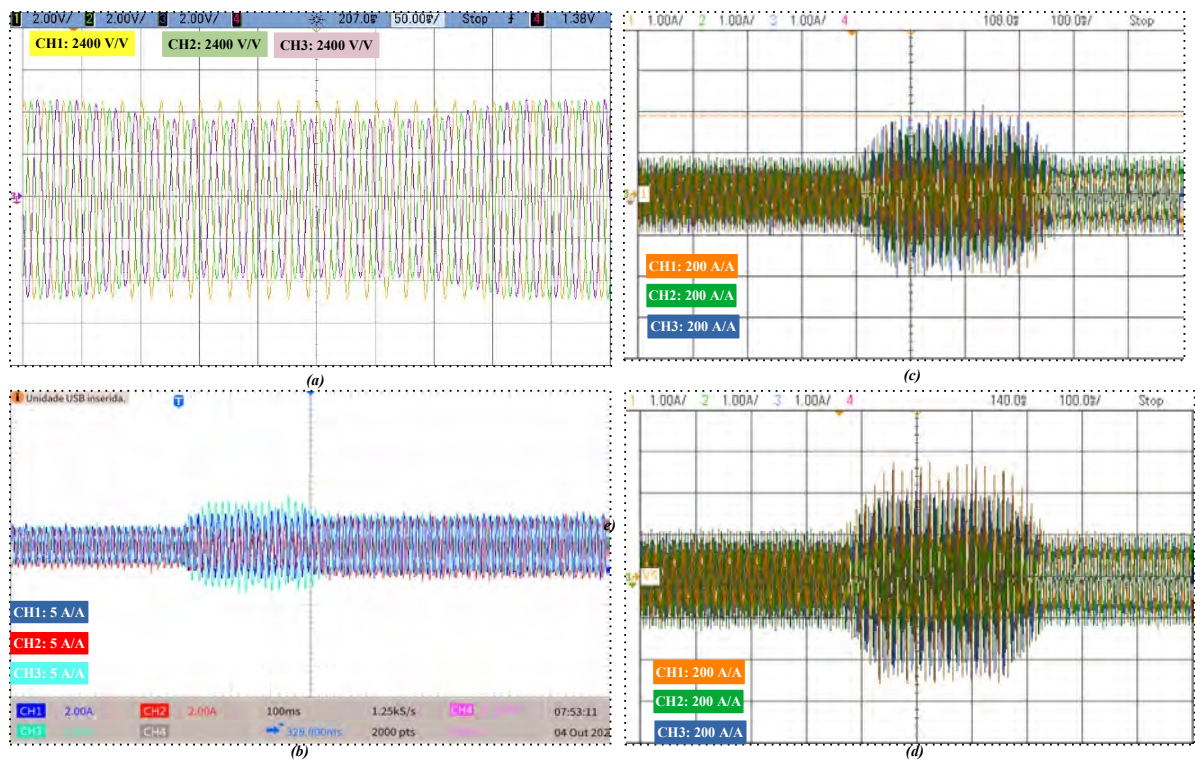 1 2.00V/ 2 2.00V/ 3 2.00V/ 4 207.0 50.00 Stop 4 1.38V
CH1: 2400 V/V CH2: 2400 V/V CH3: 2400 V/V
(a)
1 1.00A/ 2 1.00A/ 3 1.00A/ 4 108.0 100.0 Stop
CH1: 200 A/A
CH2: 200 A/A
CH3: 200 A/A
(c)
Unidade USB inserida.
T
e)
CH1: 5 A/A
CH2: 5 A/A
CH3: 5 A/A
CH1 2.00A CH2 2.00A 100ms 1.25kS/s CH4 07:53:11
CH3 CH4 328.000ms 2000 pts 04 Out 202
(b)
1 1.00A/ 2 1.00A/ 3 1.00A/ 4 140.0 100.0 Stop
CH1: 200 A/A
CH2: 200 A/A
CH3: 200 A/A
(d)